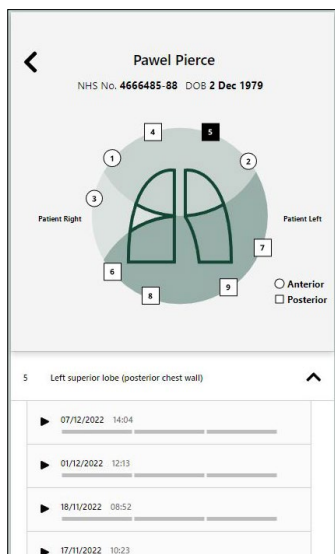 Pawel Pierce
NHS No. 4666485-88 DOB 2 Dec 1979
4
5
1
2
3
Patient Right
Patient Left
7
6
8
9
Anterior
Posterior
5 Left superior lobe (posterior chest wall)
07/12/2022 14:04
01/12/2022 12:13
18/11/2022 08:52
17/11/2022 10:23